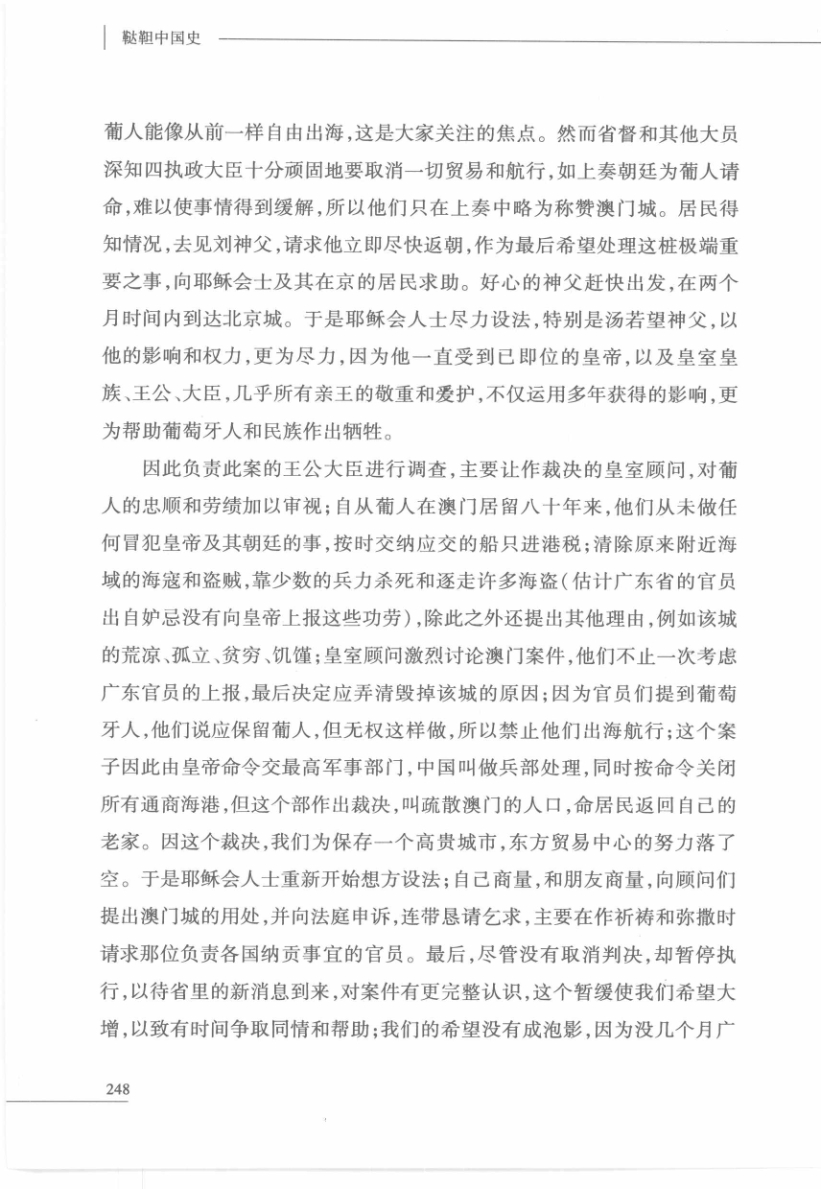 鞑靼中国史
葡人能像从前一样自由出海,这是大家关注的焦点。然而省督和其他大员
深知四执政大臣十分顽固地要取消一切贸易和航行,如上奏朝廷为葡人请
命,难以使事情得到缓解,所以他们只在上奏中略为称赞澳门城。居民得
知情况,去见刘神父,请求他立即尽快返朝,作为最后希望处理这桩极端重
要之事,向耶稣会士及其在京的居民求助。好心的神父赶快出发,在两个
月时间内到达北京城。于是耶稣会人士尽力设法,特别是汤若望神父,以
他的影响和权力,更为尽力,因为他一直受到已即位的皇帝,以及皇室皇
族、王公、大臣,几乎所有亲王的敬重和爱护,不仅运用多年获得的影响,更
为帮助葡萄牙人和民族作出牺牲。
因此负责此案的王公大臣进行调查,主要让作裁决的皇室顾问,对葡
人的忠顺和劳绩加以审视;自从葡人在澳门居留八十年来,他们从未做任
何冒犯皇帝及其朝廷的事,按时交纳应交的船只进港税;清除原来附近海
域的海寇和盗贼,靠少数的兵力杀死和逐走许多海盗(估计广东省的官员
出自妒忌没有向皇帝上报这些功劳),除此之外还提出其他理由,例如该城
的荒凉、孤立、贫穷、饥馑;皇室顾问激烈讨论澳门案件,他们不止一次考虑
广东官员的上报,最后决定应弄清毁掉该城的原因;因为官员们提到葡萄
牙人,他们说应保留葡人,但无权这样做,所以禁止他们出海航行;这个案
子因此由皇帝命令交最高军事部门,中国叫做兵部处理,同时按命令关闭
所有通商海港,但这个部作出裁决,叫疏散澳门的人口,命居民返回自己的
老家。因这个裁决,我们为保存一个高贵城市,东方贸易中心的努力落了
空。于是耶稣会人士重新开始想方设法;自己商量,和朋友商量,向顾问们
提出澳门城的用处,并向法庭申诉,连带恳请乞求,主要在作祈祷和弥撒时
请求那位负责各国纳贡事宜的官员。最后,尽管没有取消判决,却暂停执
行,以待省里的新消息到来,对案件有更完整认识,这个暂缓使我们希望大
增,以致有时间争取同情和帮助;我们的希望没有成泡影,因为没几个月广
248